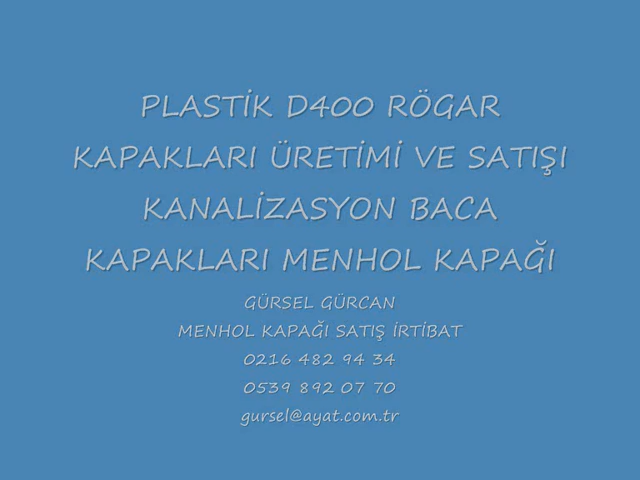 PLASTİK D400 RÖGAR
KAPAKLARI ÜRETİMİ VE SATIŞI
KANALİZASYON BACA
KAPAKLARI MENHOL KAPAĞI
GÜRSEL GÜRCAN
MENHOL KAPAĞI SATIŞ İRTİBAT
0216 482 94 34
0539 892 07 70
gursel@ayat.com.tr